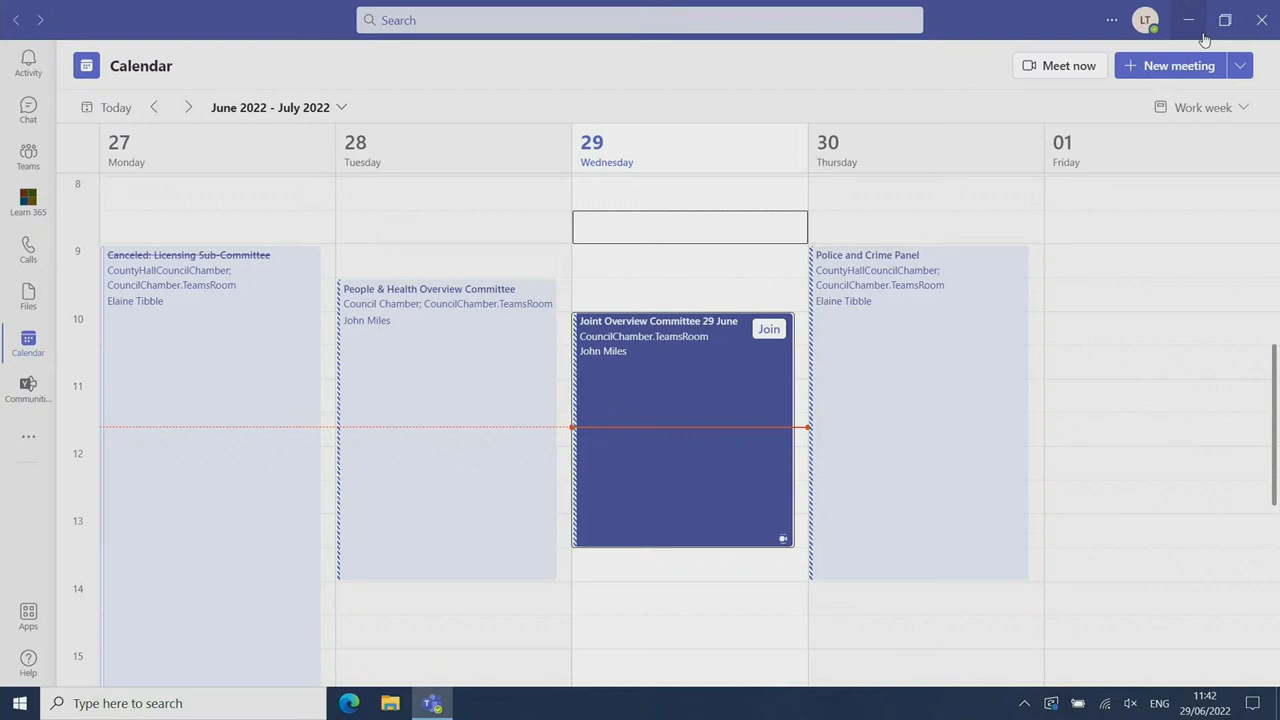 Search
LT
Activity
Chat
Teams
Learn 365
Calls
Files
Calendar
Communiti...
Apps
Help
Calendar
Meet now
New meeting
Today
June 2022 - July 2022
Work week
27
Monday
28
Tuesday
29
Wednesday
30
Thursday
01
Friday
8
9
10
11
12
13
14
15
Canceled: Licensing Sub-Committee
CountyHallCouncilChamber;
CouncilChamber.TeamsRoom
Elaine Tibble
People & Health Overview Committee
Council Chamber; CouncilChamber.TeamsRoom
John Miles
Joint Overview Committee 29 June
Join
CouncilChamber.TeamsRoom
John Miles
Police and Crime Panel
CountyHallCouncilChamber;
CouncilChamber.TeamsRoom
Elaine Tibble
Type here to search
ENG
11:42
29/06/2022